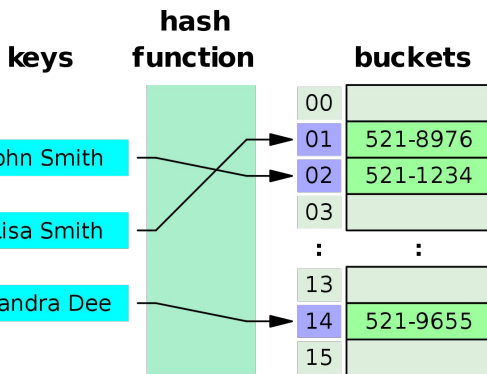 hash
keys function buckets
00
01 521-8976
ohn Smith
02 521-1234
03
isa Smith
:
:
13
andra Dee
14 521-9655
15